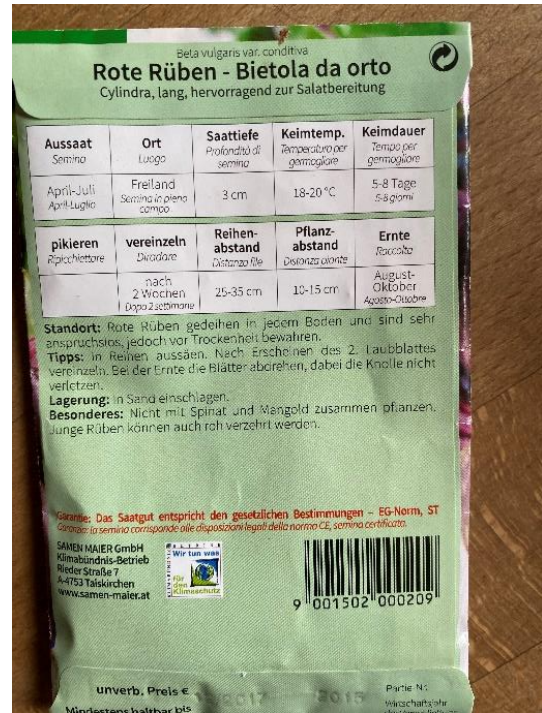 Beta vulgaris var. conditiva
Rote Rüben - Bietola da orto
Cylindra, lang, hervorragend zur Salatbereitung
Aussaat Ort Saattiefe Keimtemp. Keimdauer
Semina Luogo Profondità di semina Temperatura per germogliare Tempo per germogliare
April-Juli Freiland 3 cm 18-20 °C 5-8 Tage
April-Luglio Semina in pieno campo 5-8 giorni
pikieren vereinzeln Reihen-abstand Pflanz-abstand Ernte
Ripicchiettare Diradare Distanza file Distanza piante Raccolta
nach 2 Wochen 25-35 cm 10-15 cm August-Oktober
Dopo 2 settimane Agosto-Ottobre
Standort: Rote Rüben gedeihen in jedem Boden und sind sehr
anspruchslos, jedoch vor Trockenheit bewahren.
Tipps: In Reihen aussäen. Nach Erscheinen des 2. Laubblattes
vereinzeln. Bei der Ernte die Blätter abdrehen, dabei die Knolle nicht
verletzen.
Lagerung: In Sand einschlagen.
Besonderes: Nicht mit Spinat und Mangold zusammen pflanzen.
Junge Rüben können auch roh verzehrt werden.
Garantie: Das Saatgut entspricht den gesetzlichen Bestimmungen – EG-Norm, ST
Garanzia: la semina corrisponde alle disposizioni legali della norma CE, semina certificata.
SAMEN MAIER GmbH
Klimabündnis-Betrieb
Rieder Straße 7
A-4753 Taiskirchen
www.samen-maier.at
Wir tun was
für
den
Klimaschutz
9 001502 000209
unverb. Preis €
2017 2015
Partie Nr.
Mindestens haltbar bis
Wirtschaftsjahr